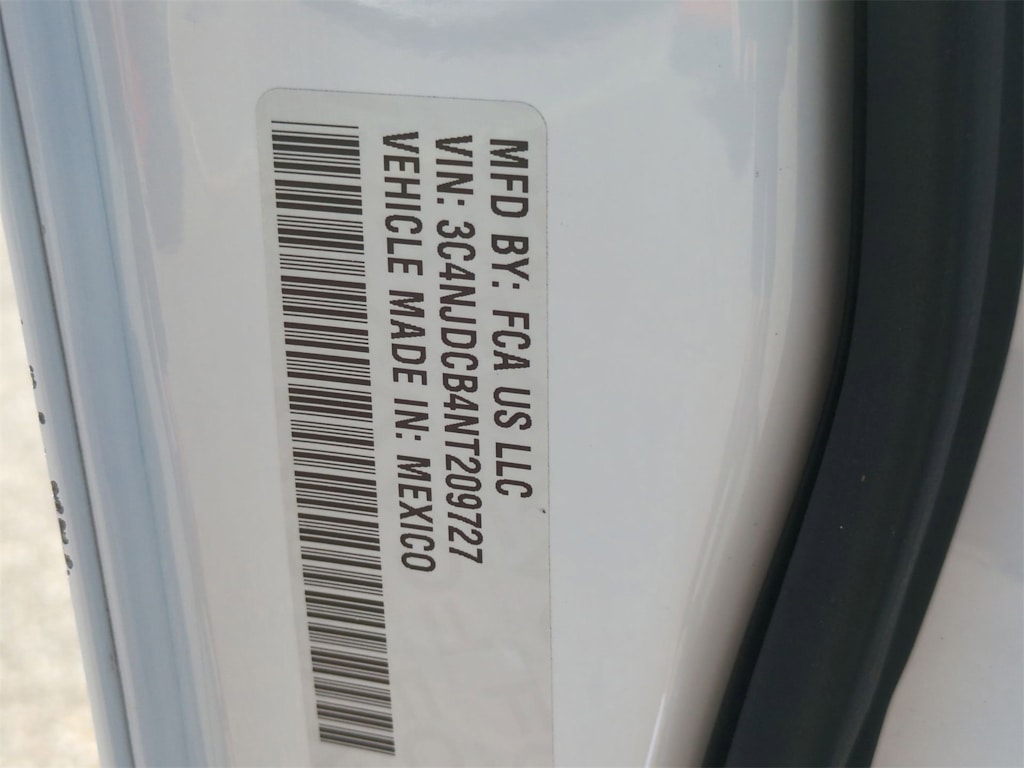 MFD BY: FCA US LLC
VIN: 3C4NJDCB4NT209727
VEHICLE MADE IN: MEXICO